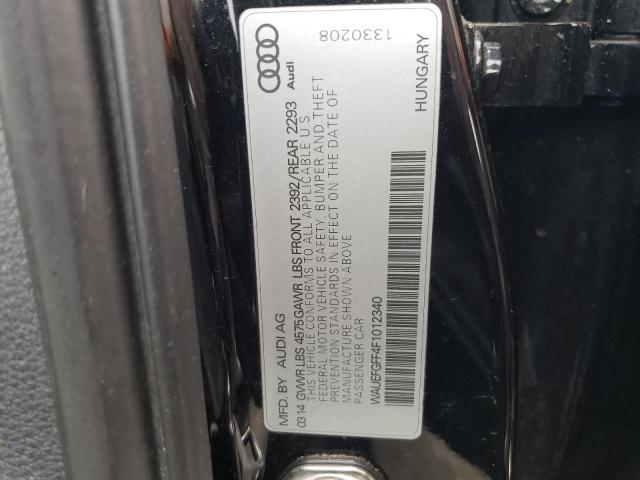 1330208
Audi
HUNGARY
MFD. BY AUDI AG
0314 GVWR LBS 4575 GAWR LBS FRONT 2392/REAR 2293
THIS VEHICLE CONFORMS TO ALL APPLICABLE U.S.
FEDERAL MOTOR VEHICLE SAFETY, BUMPER AND THEFT
PREVENTION STANDARDS IN EFFECT ON THE DATE OF
MANUFACTURE SHOWN ABOVE
PASSENGER CAR
WAUEFGFF4F1012340